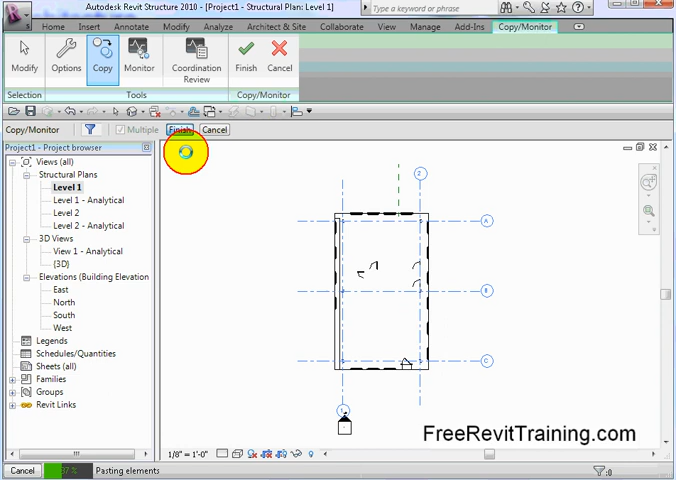 Autodesk Revit Structure 2010 - [Project1 - Structural Plan: Level 1]
Type a keyword or phrase
Home Insert Annotate Modify Analyze Architect & Site Collaborate View Manage Add-Ins Copy/Monitor
Modify Options Copy Monitor Coordination Review Finish Cancel
Selection Tools Copy/Monitor
Copy/Monitor Multiple Finish Cancel
Project1 - Project browser
Views (all)
Structural Plans
Level 1
Level 1 - Analytical
Level 2
Level 2 - Analytical
3D Views
View 1 - Analytical
{3D}
Elevations (Building Elevation
East
North
South
West
Legends
Schedules/Quantities
Sheets (all)
Families
Groups
Revit Links
2
A
B
C
1/8" = 1'-0"
FreeRevitTraining.com
Cancel 37 % Pasting elements :0